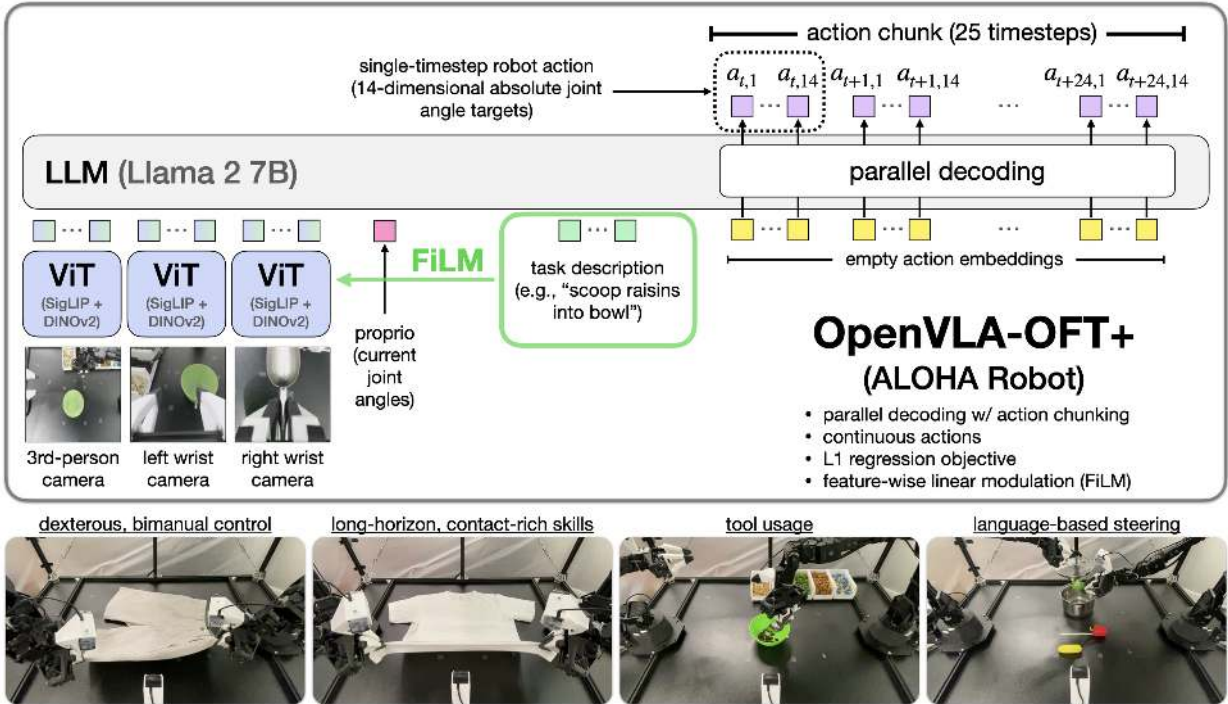 action chunk (25 timesteps)
single-timestep robot action
(14-dimensional absolute joint
angle targets)
a_{t,1} ... a_{t,14} a_{t+1,1} ... a_{t+1,14} ... a_{t+24,1} a_{t+24,14}
LLM (Llama 2 7B)
parallel decoding
ViT
(SigLIP +
DINOv2)
ViT
(SigLIP +
DINOv2)
ViT
(SigLIP +
DINOv2)
FiLM
task description
(e.g., “scoop raisins
into bowl”)
empty action embeddings
proprio
(current
joint
angles)
3rd-person
camera
left wrist
camera
right wrist
camera
OpenVLA-OFT+
(ALOHA Robot)
• parallel decoding w/ action chunking
• continuous actions
• L1 regression objective
• feature-wise linear modulation (FiLM)
dexterous, bimanual control
long-horizon, contact-rich skills
tool usage
language-based steering